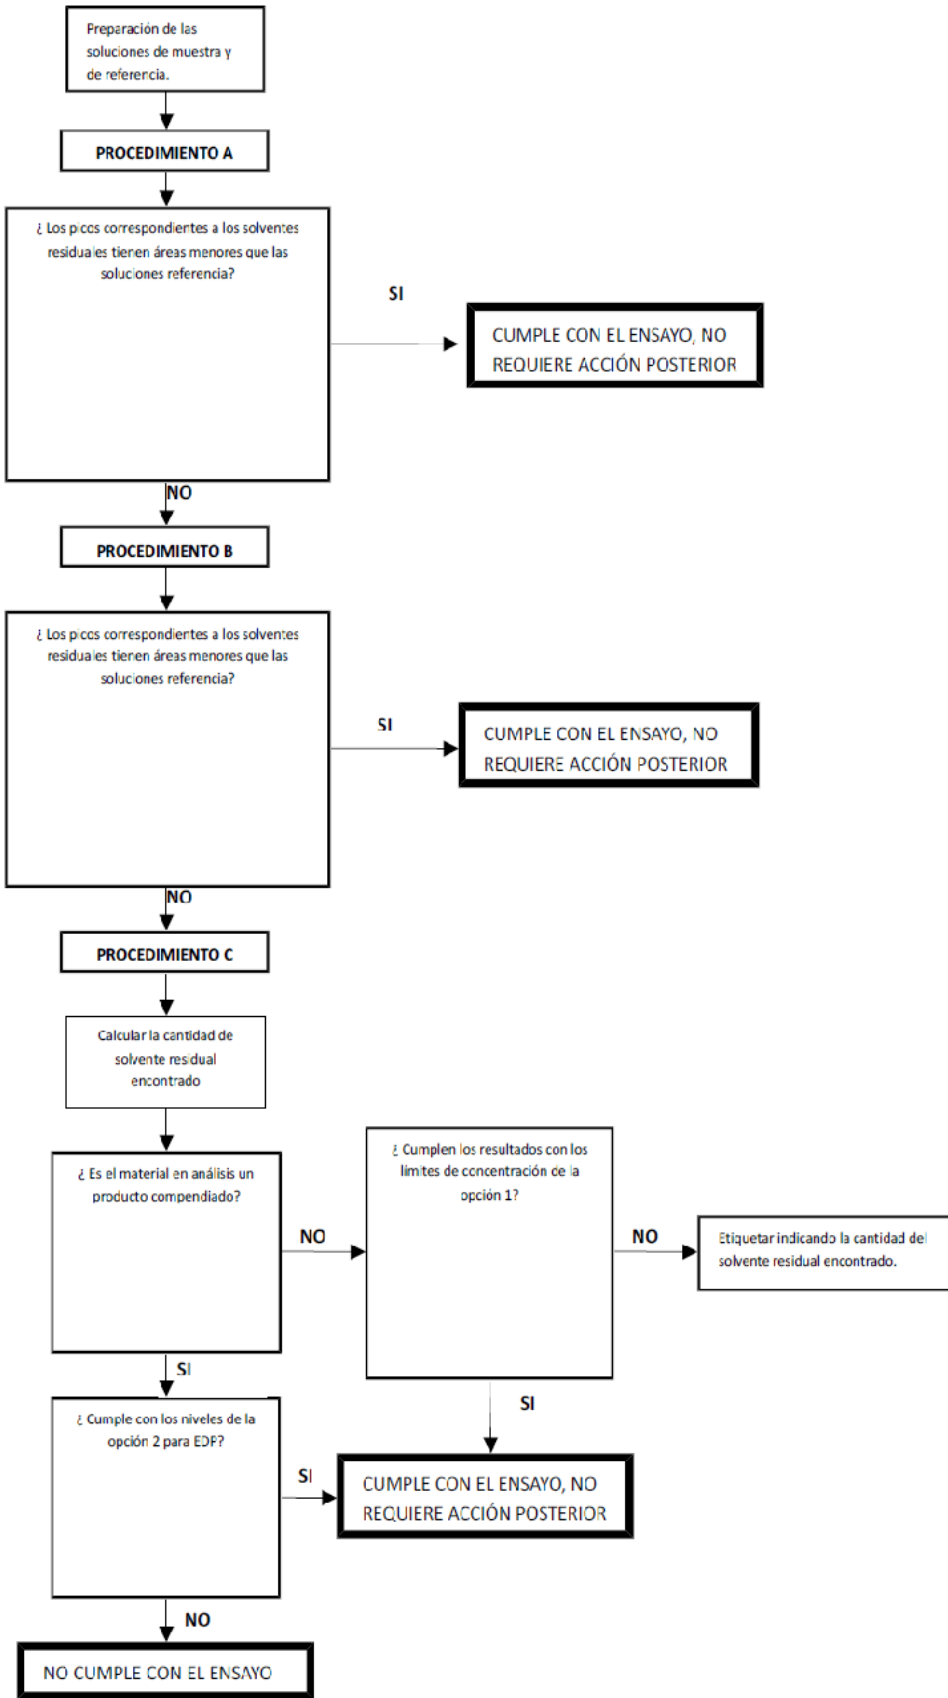 Preparación de las
soluciones de muestra y
de referencia.
PROCEDIMIENTO A
¿ Los picos correspondientes a los solventes
residuales tienen áreas menores que las
soluciones referencia?
SI
CUMPLE CON EL ENSAYO, NO
REQUIERE ACCIÓN POSTERIOR
NO
PROCEDIMIENTO B
¿ Los picos correspondientes a los solventes
residuales tienen áreas menores que las
soluciones referencia?
SI
CUMPLE CON EL ENSAYO, NO
REQUIERE ACCIÓN POSTERIOR
NO
PROCEDIMIENTO C
Calcular la cantidad de
solvente residual
encontrado
¿ Es el material en análisis un
producto compendiado?
NO
¿ Cumplen los resultados con los
límites de concentración de la
opción 1?
NO
Etiquetar indicando la cantidad del
solvente residual encontrado.
SI
SI
¿ Cumple con los niveles de la
opción 2 para EDP?
SI
CUMPLE CON EL ENSAYO, NO
REQUIERE ACCIÓN POSTERIOR
NO
NO CUMPLE CON EL ENSAYO